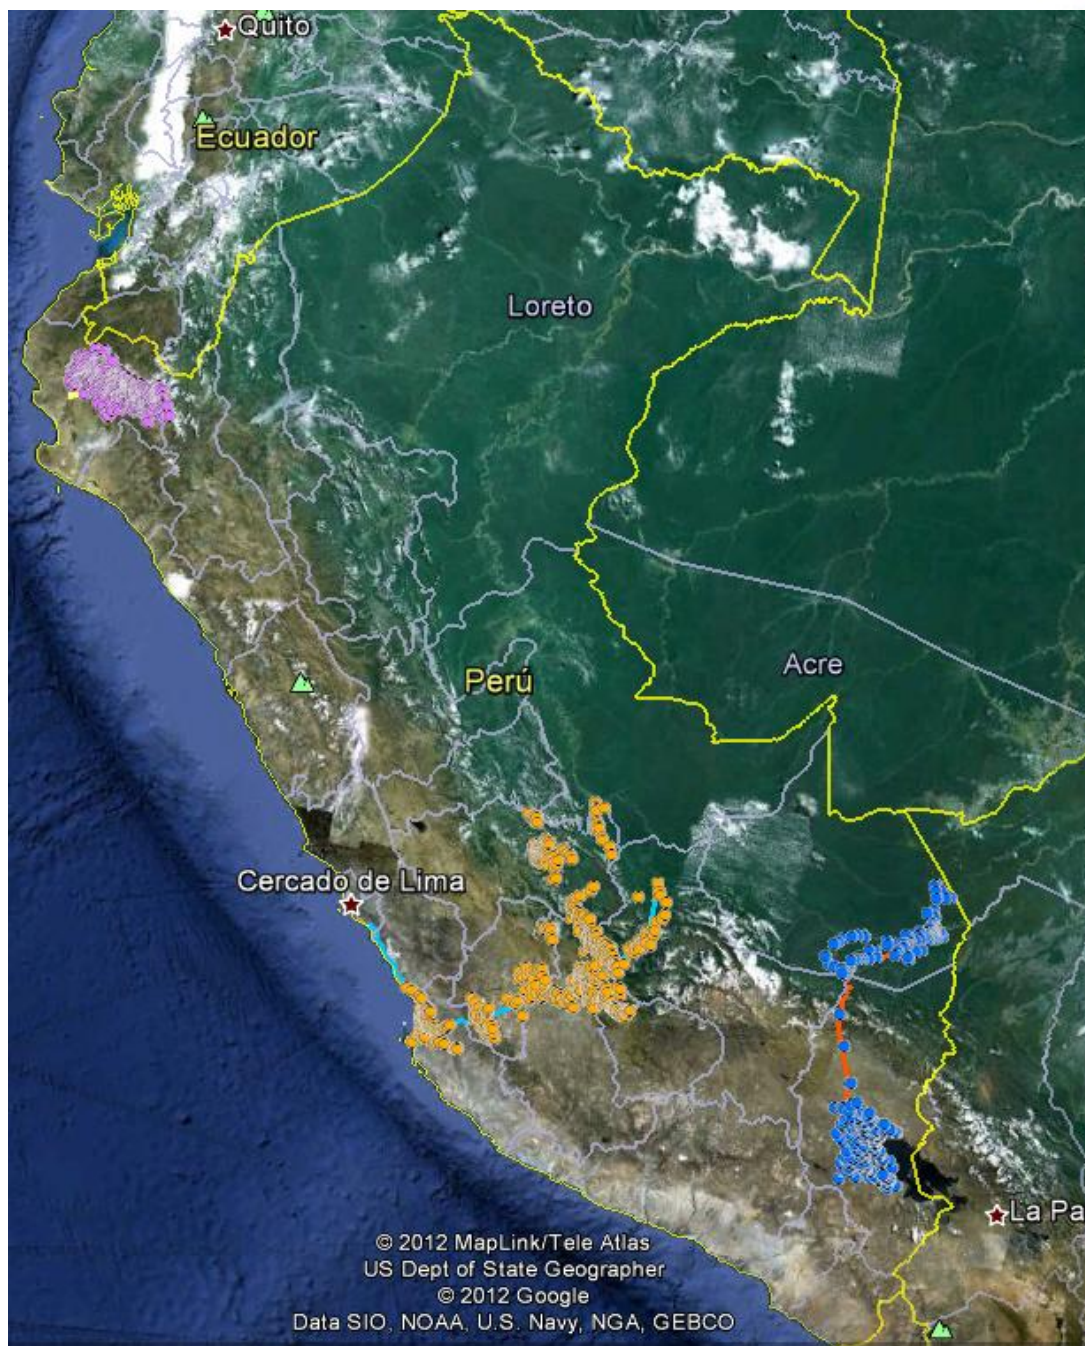 Quito
Ecuador
Loreto
Acre
Perú
Cercado de Lima
La Pa
© 2012 MapLink/Tele Atlas
US Dept of State Geographer
© 2012 Google
Data SIO, NOAA, U.S. Navy, NGA, GEBCO